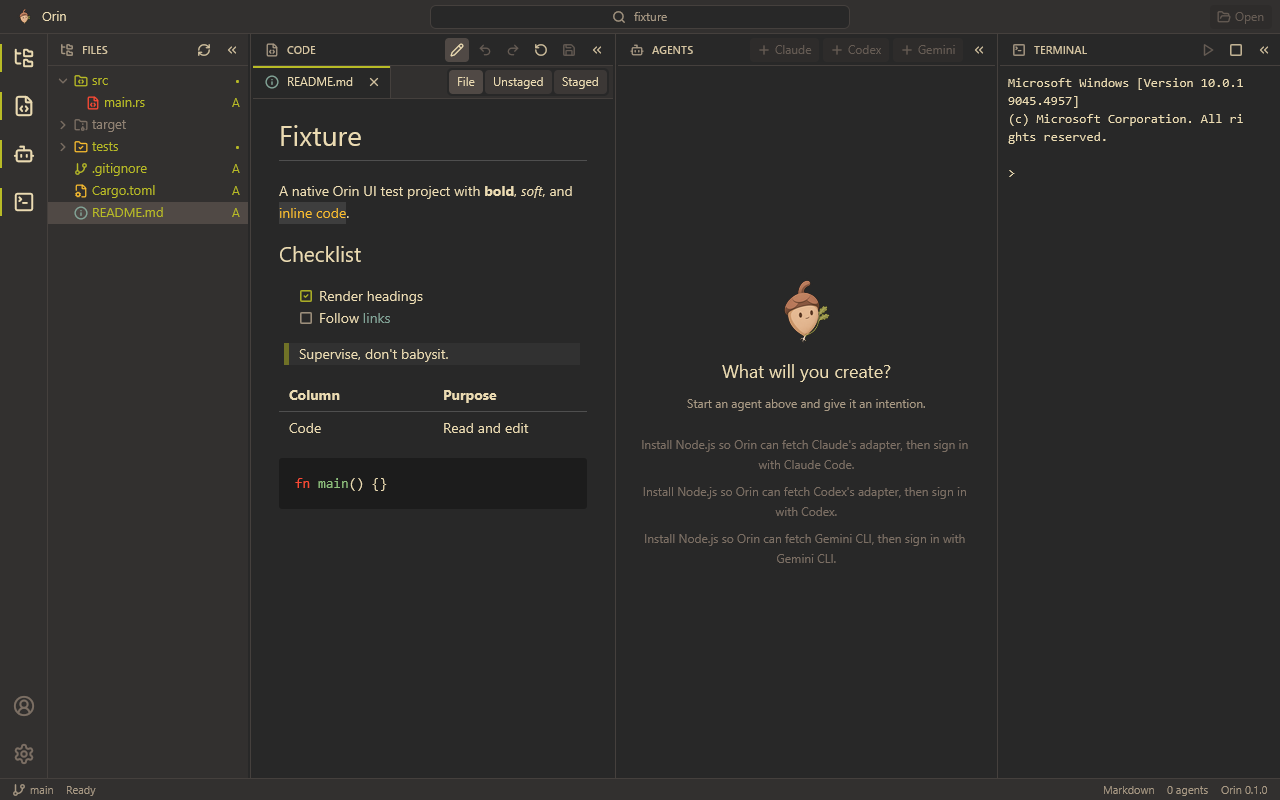 Orin
fixture
Open
FILES
src
main.rs A
target
tests
.gitignore A
Cargo.toml A
README.md A
CODE
README.md
File Unstaged Staged
Fixture
A native Orin UI test project with bold, soft, and
inline code.
Checklist
Render headings
Follow links
Supervise, don't babysit.
Column Purpose
Code Read and edit
fn main() {}
AGENTS
+ Claude + Codex + Gemini
What will you create?
Start an agent above and give it an intention.
Install Node.js so Orin can fetch Claude's adapter, then sign in
with Claude Code.
Install Node.js so Orin can fetch Codex's adapter, then sign in
with Codex.
Install Node.js so Orin can fetch Gemini CLI, then sign in with
Gemini CLI.
TERMINAL
Microsoft Windows [Version 10.0.1
9045.4957]
(c) Microsoft Corporation. All ri
ghts reserved.
>
main Ready
Markdown 0 agents Orin 0.1.0